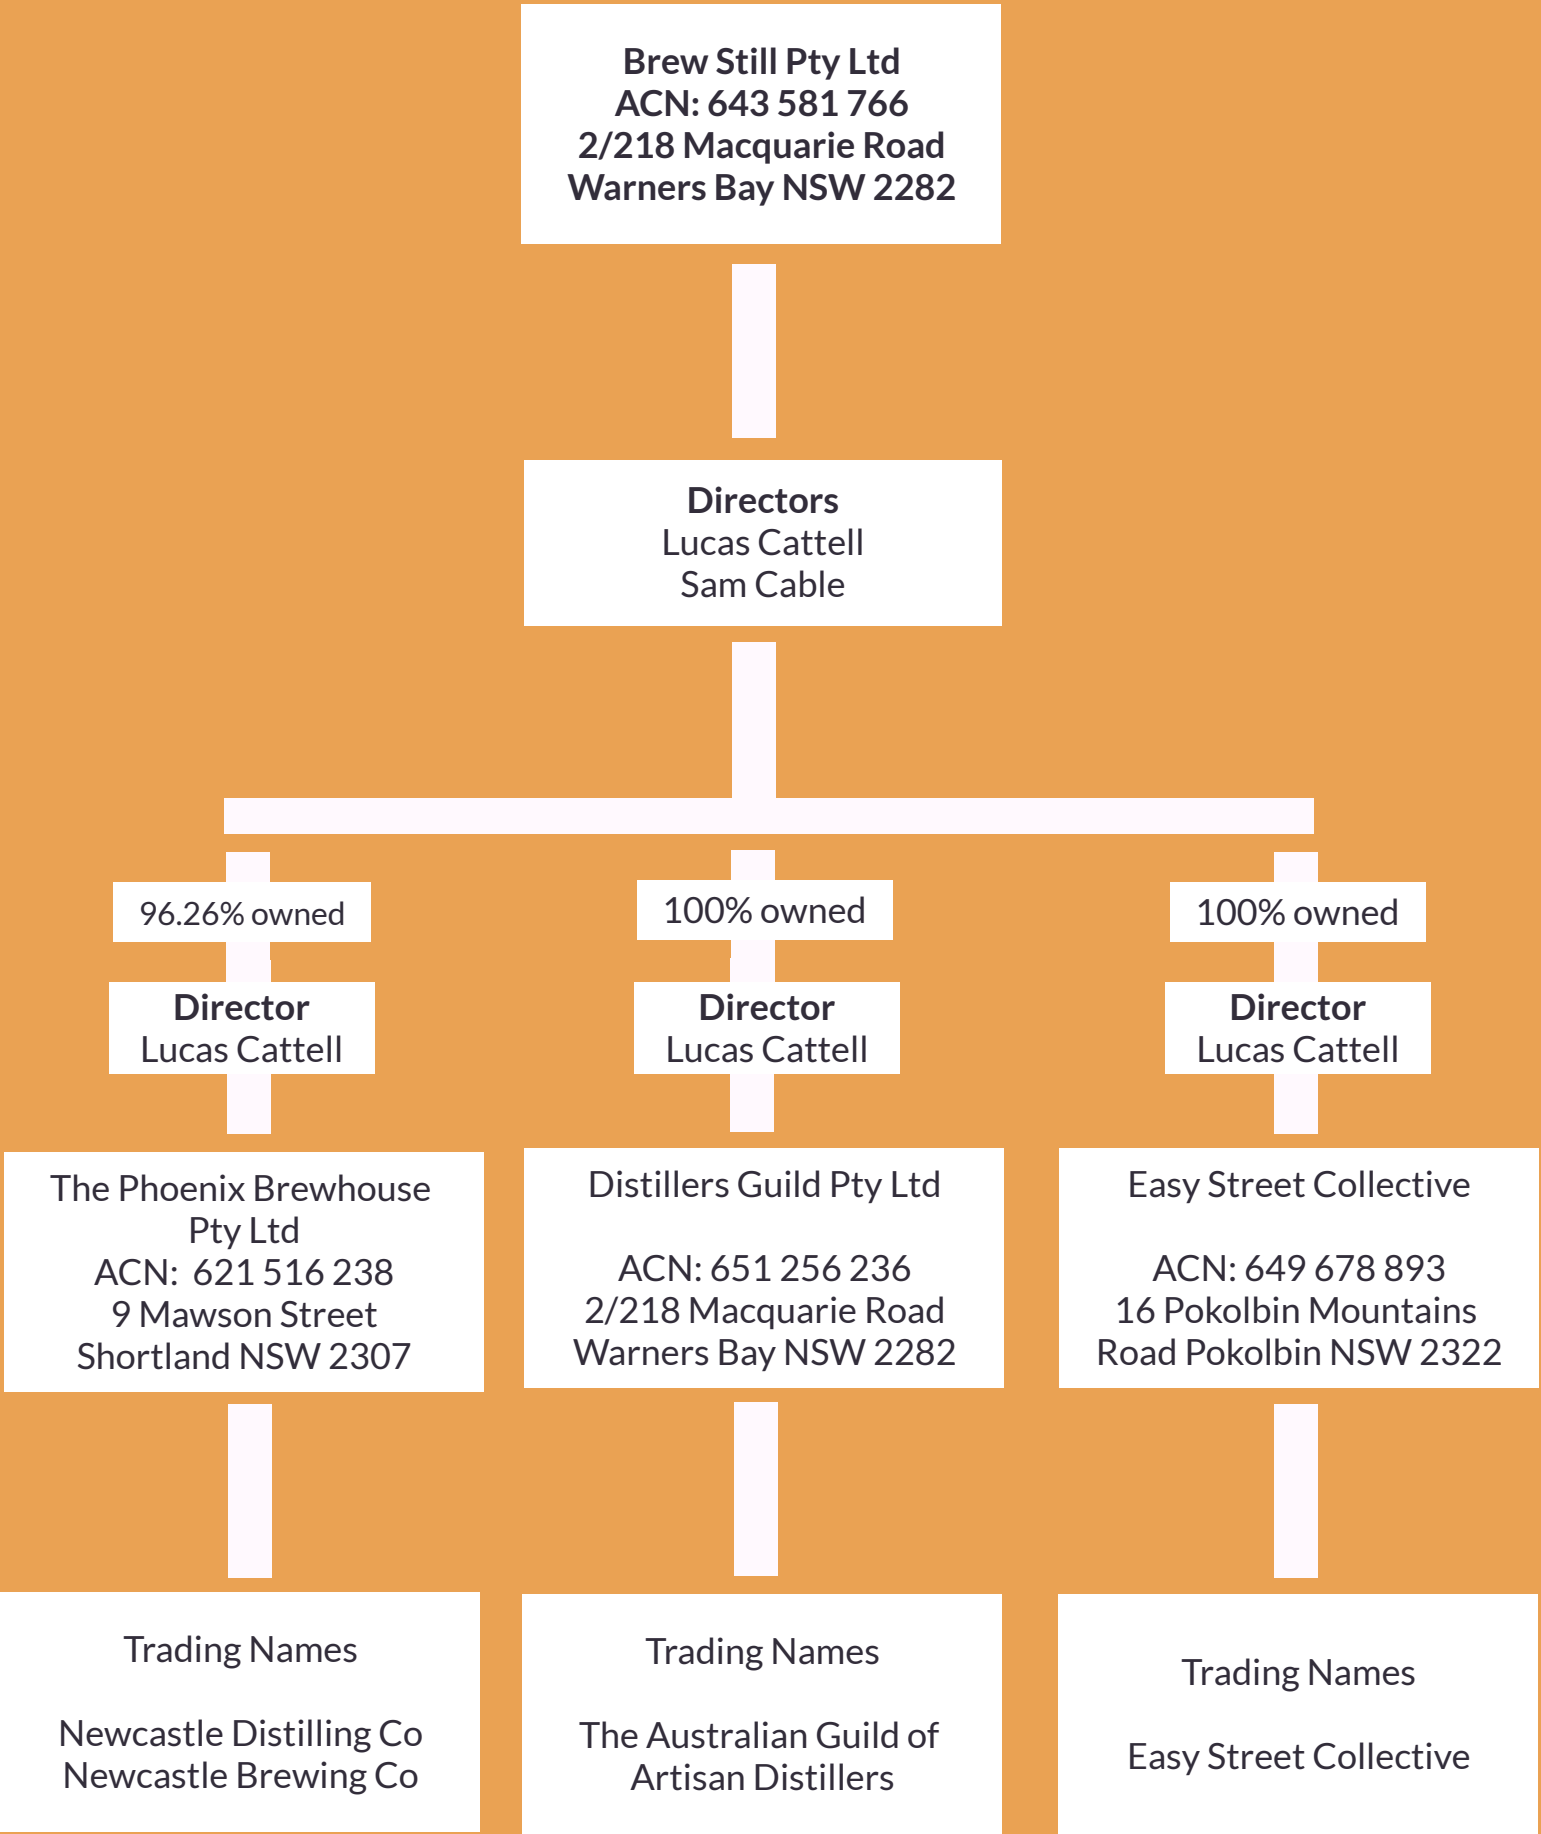 Brew Still Pty Ltd
ACN: 643 581 766
2/218 Macquarie Road
Warners Bay NSW 2282
Directors
Lucas Cattell
Sam Cable
96.26% owned
Director
Lucas Cattell
The Phoenix Brewhouse
Pty Ltd
ACN:  621 516 238
9 Mawson Street
Shortland NSW 2307
Trading Names
Newcastle Distilling Co
Newcastle Brewing Co
100% owned
Director
Lucas Cattell
Distillers Guild Pty Ltd
ACN: 651 256 236
2/218 Macquarie Road
Warners Bay NSW 2282
Trading Names
The Australian Guild of
Artisan Distillers
100% owned
Director
Lucas Cattell
Easy Street Collective
ACN: 649 678 893
16 Pokolbin Mountains
Road Pokolbin NSW 2322
Trading Names
Easy Street Collective